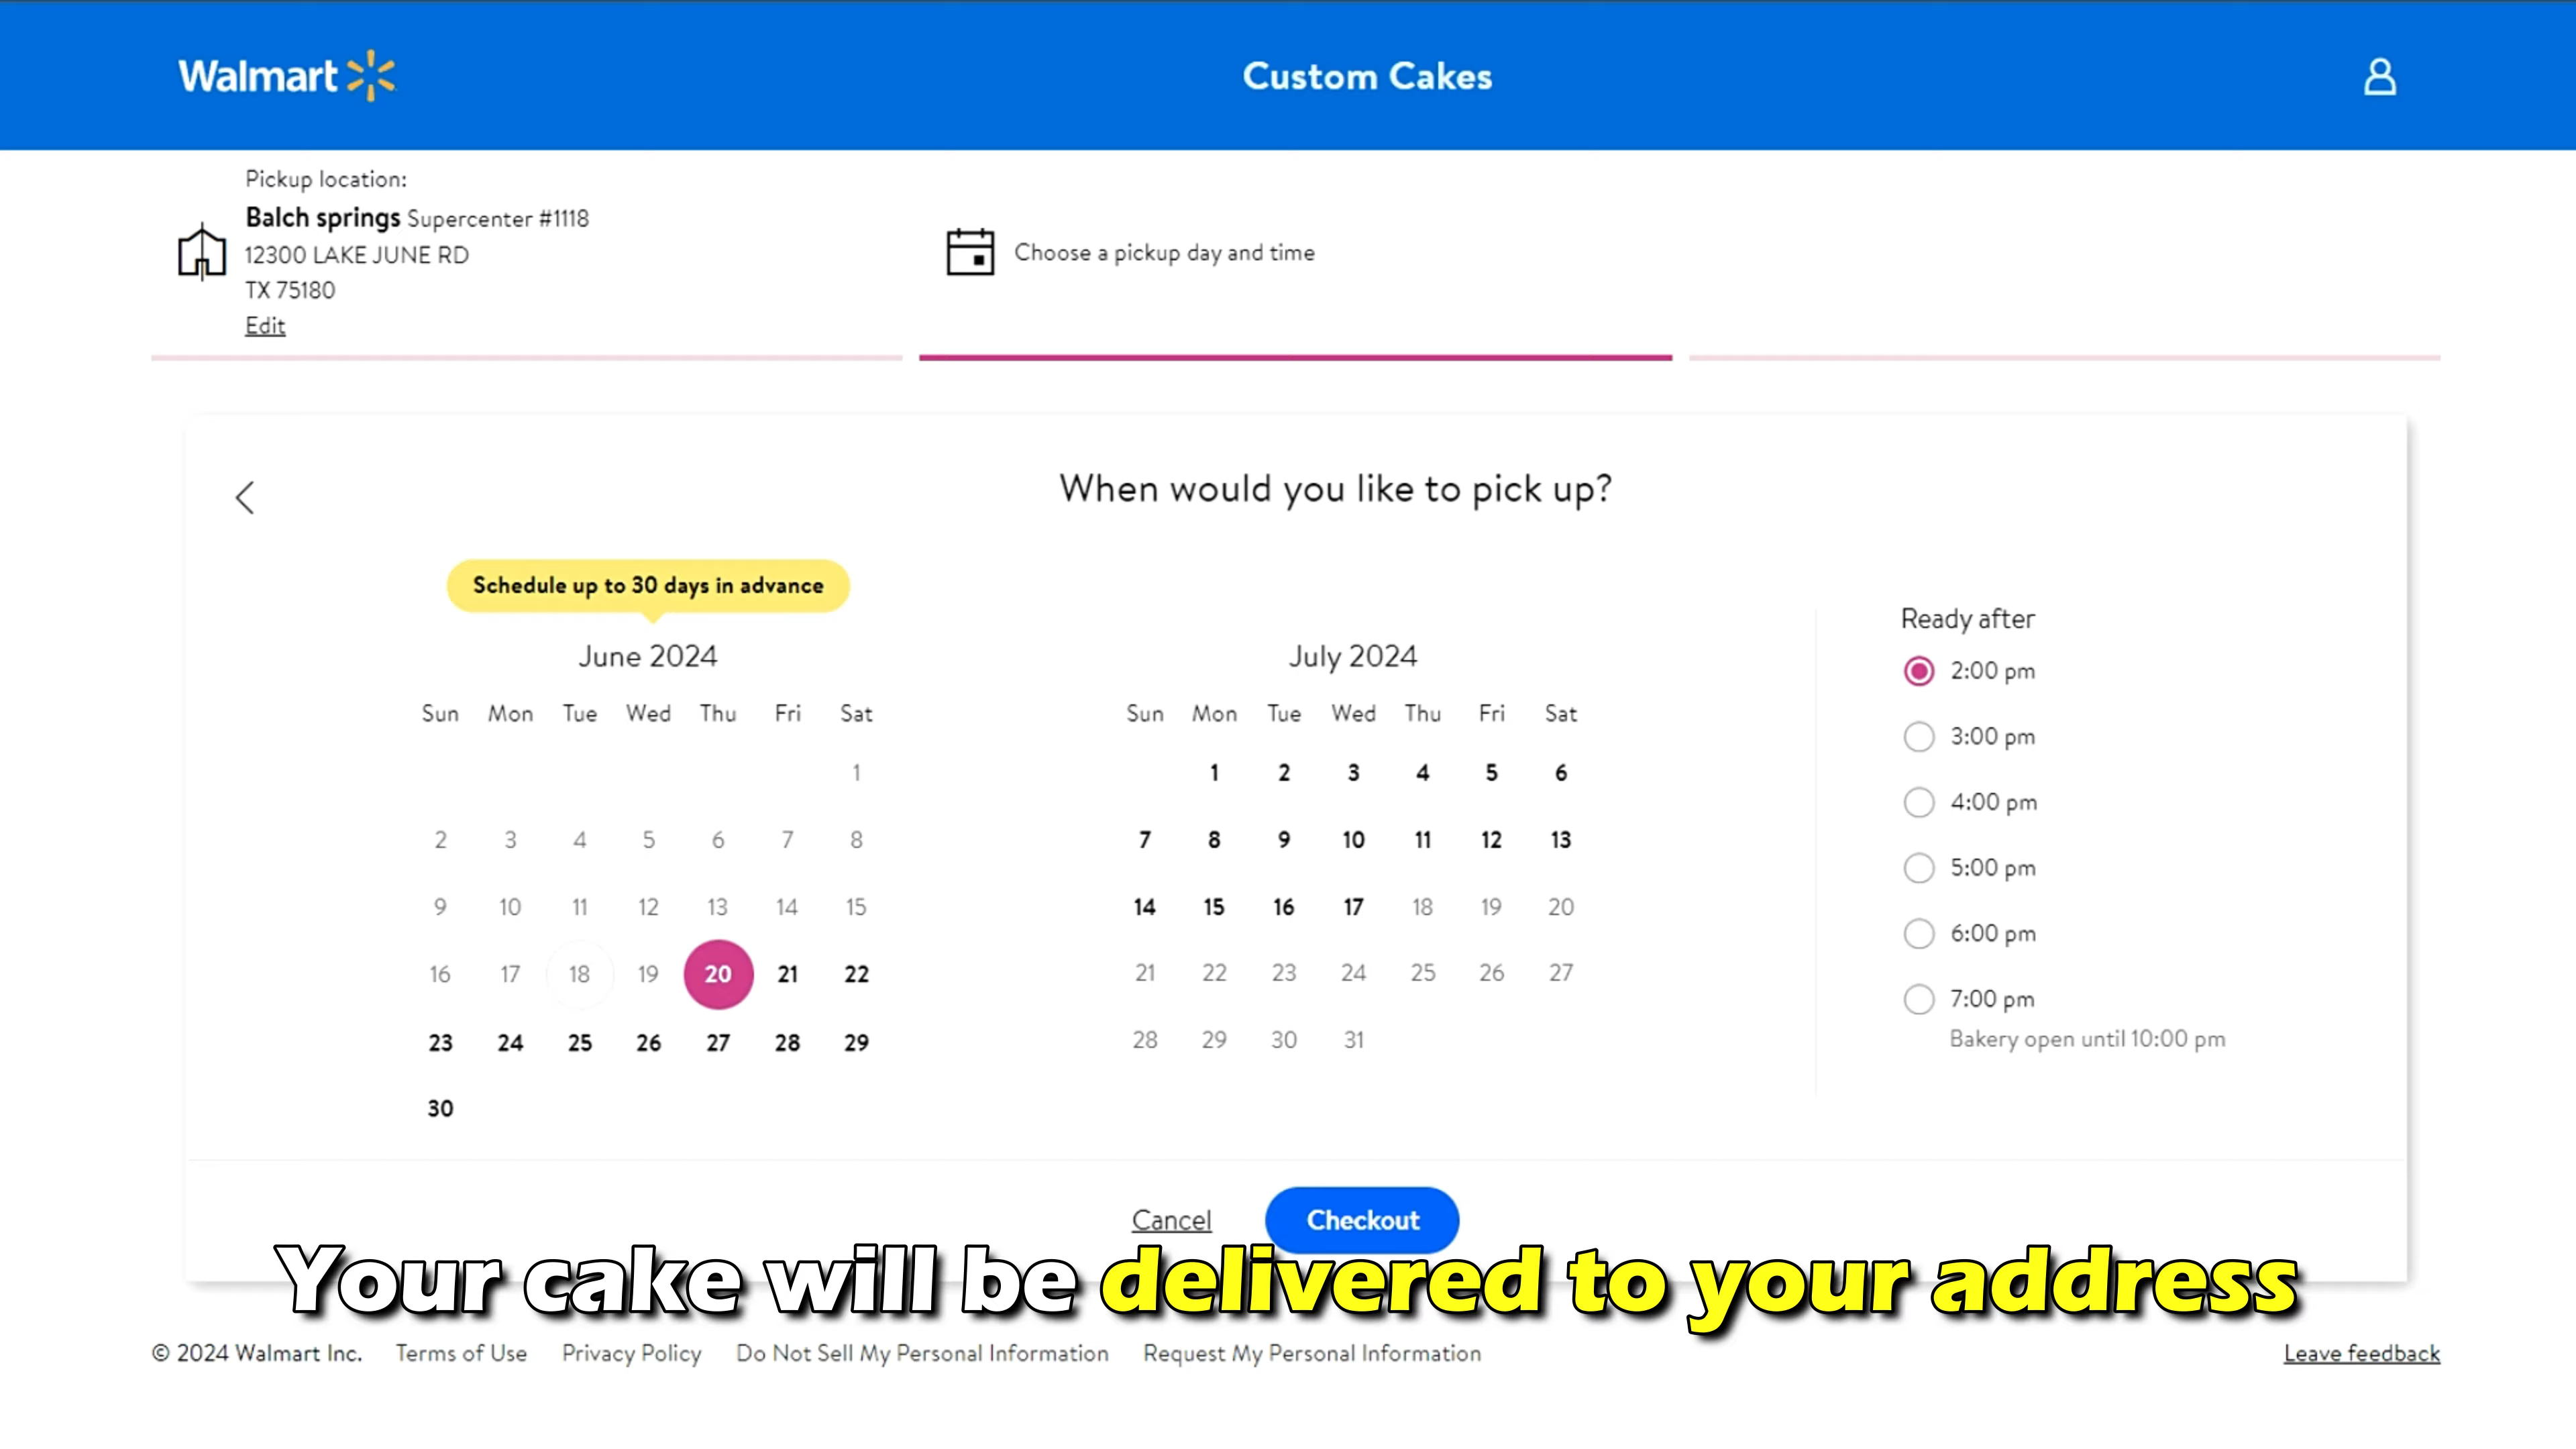 Walmart
Custom Cakes
Pickup location:
Balch springs Supercenter #1118
12300 LAKE JUNE RD
TX 75180
Edit
Choose a pickup day and time
When would you like to pick up?
Schedule up to 30 days in advance
June 2024
Sun Mon Tue Wed Thu Fri Sat
1
2 3 4 5 6 7 8
9 10 11 12 13 14 15
16 17 18 19 20 21 22
23 24 25 26 27 28 29
30
July 2024
Sun Mon Tue Wed Thu Fri Sat
1 2 3 4 5 6
7 8 9 10 11 12 13
14 15 16 17 18 19 20
21 22 23 24 25 26 27
28 29 30 31
Ready after
2:00 pm
3:00 pm
4:00 pm
5:00 pm
6:00 pm
7:00 pm
Bakery open until 10:00 pm
Cancel Checkout
Your cake will be delivered to your address
© 2024 Walmart Inc. Terms of Use Privacy Policy Do Not Sell My Personal Information Request My Personal Information Leave feedback